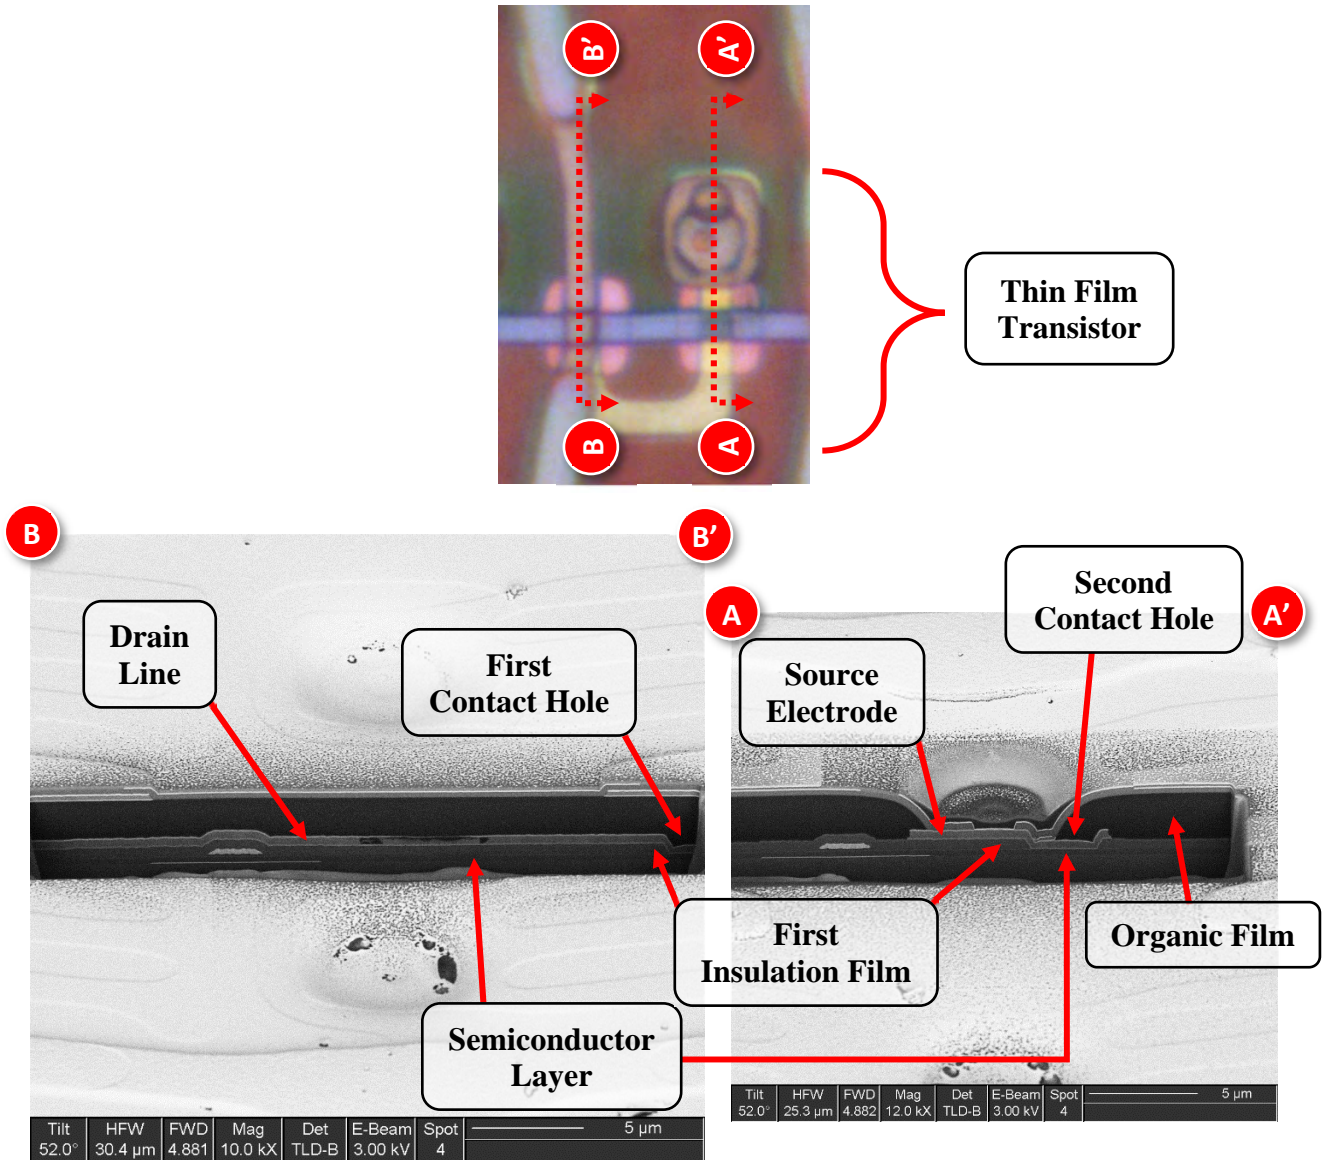 B'
A'
Thin Film
Transistor
B
A
B
B'
A
A'
Second
Contact Hole
Drain
Line
First
Contact Hole
Source
Electrode
First
Insulation Film
Organic Film
Semiconductor
Layer
Tilt HFW FWD Mag Det E-Beam Spot 5 µm
52.0° 25.3 µm 4.882 12.0 kX TLD-B 3.00 kV 4
Tilt HFW FWD Mag Det E-Beam Spot 5 µm
52.0° 30.4 µm 4.881 10.0 kX TLD-B 3.00 kV 4